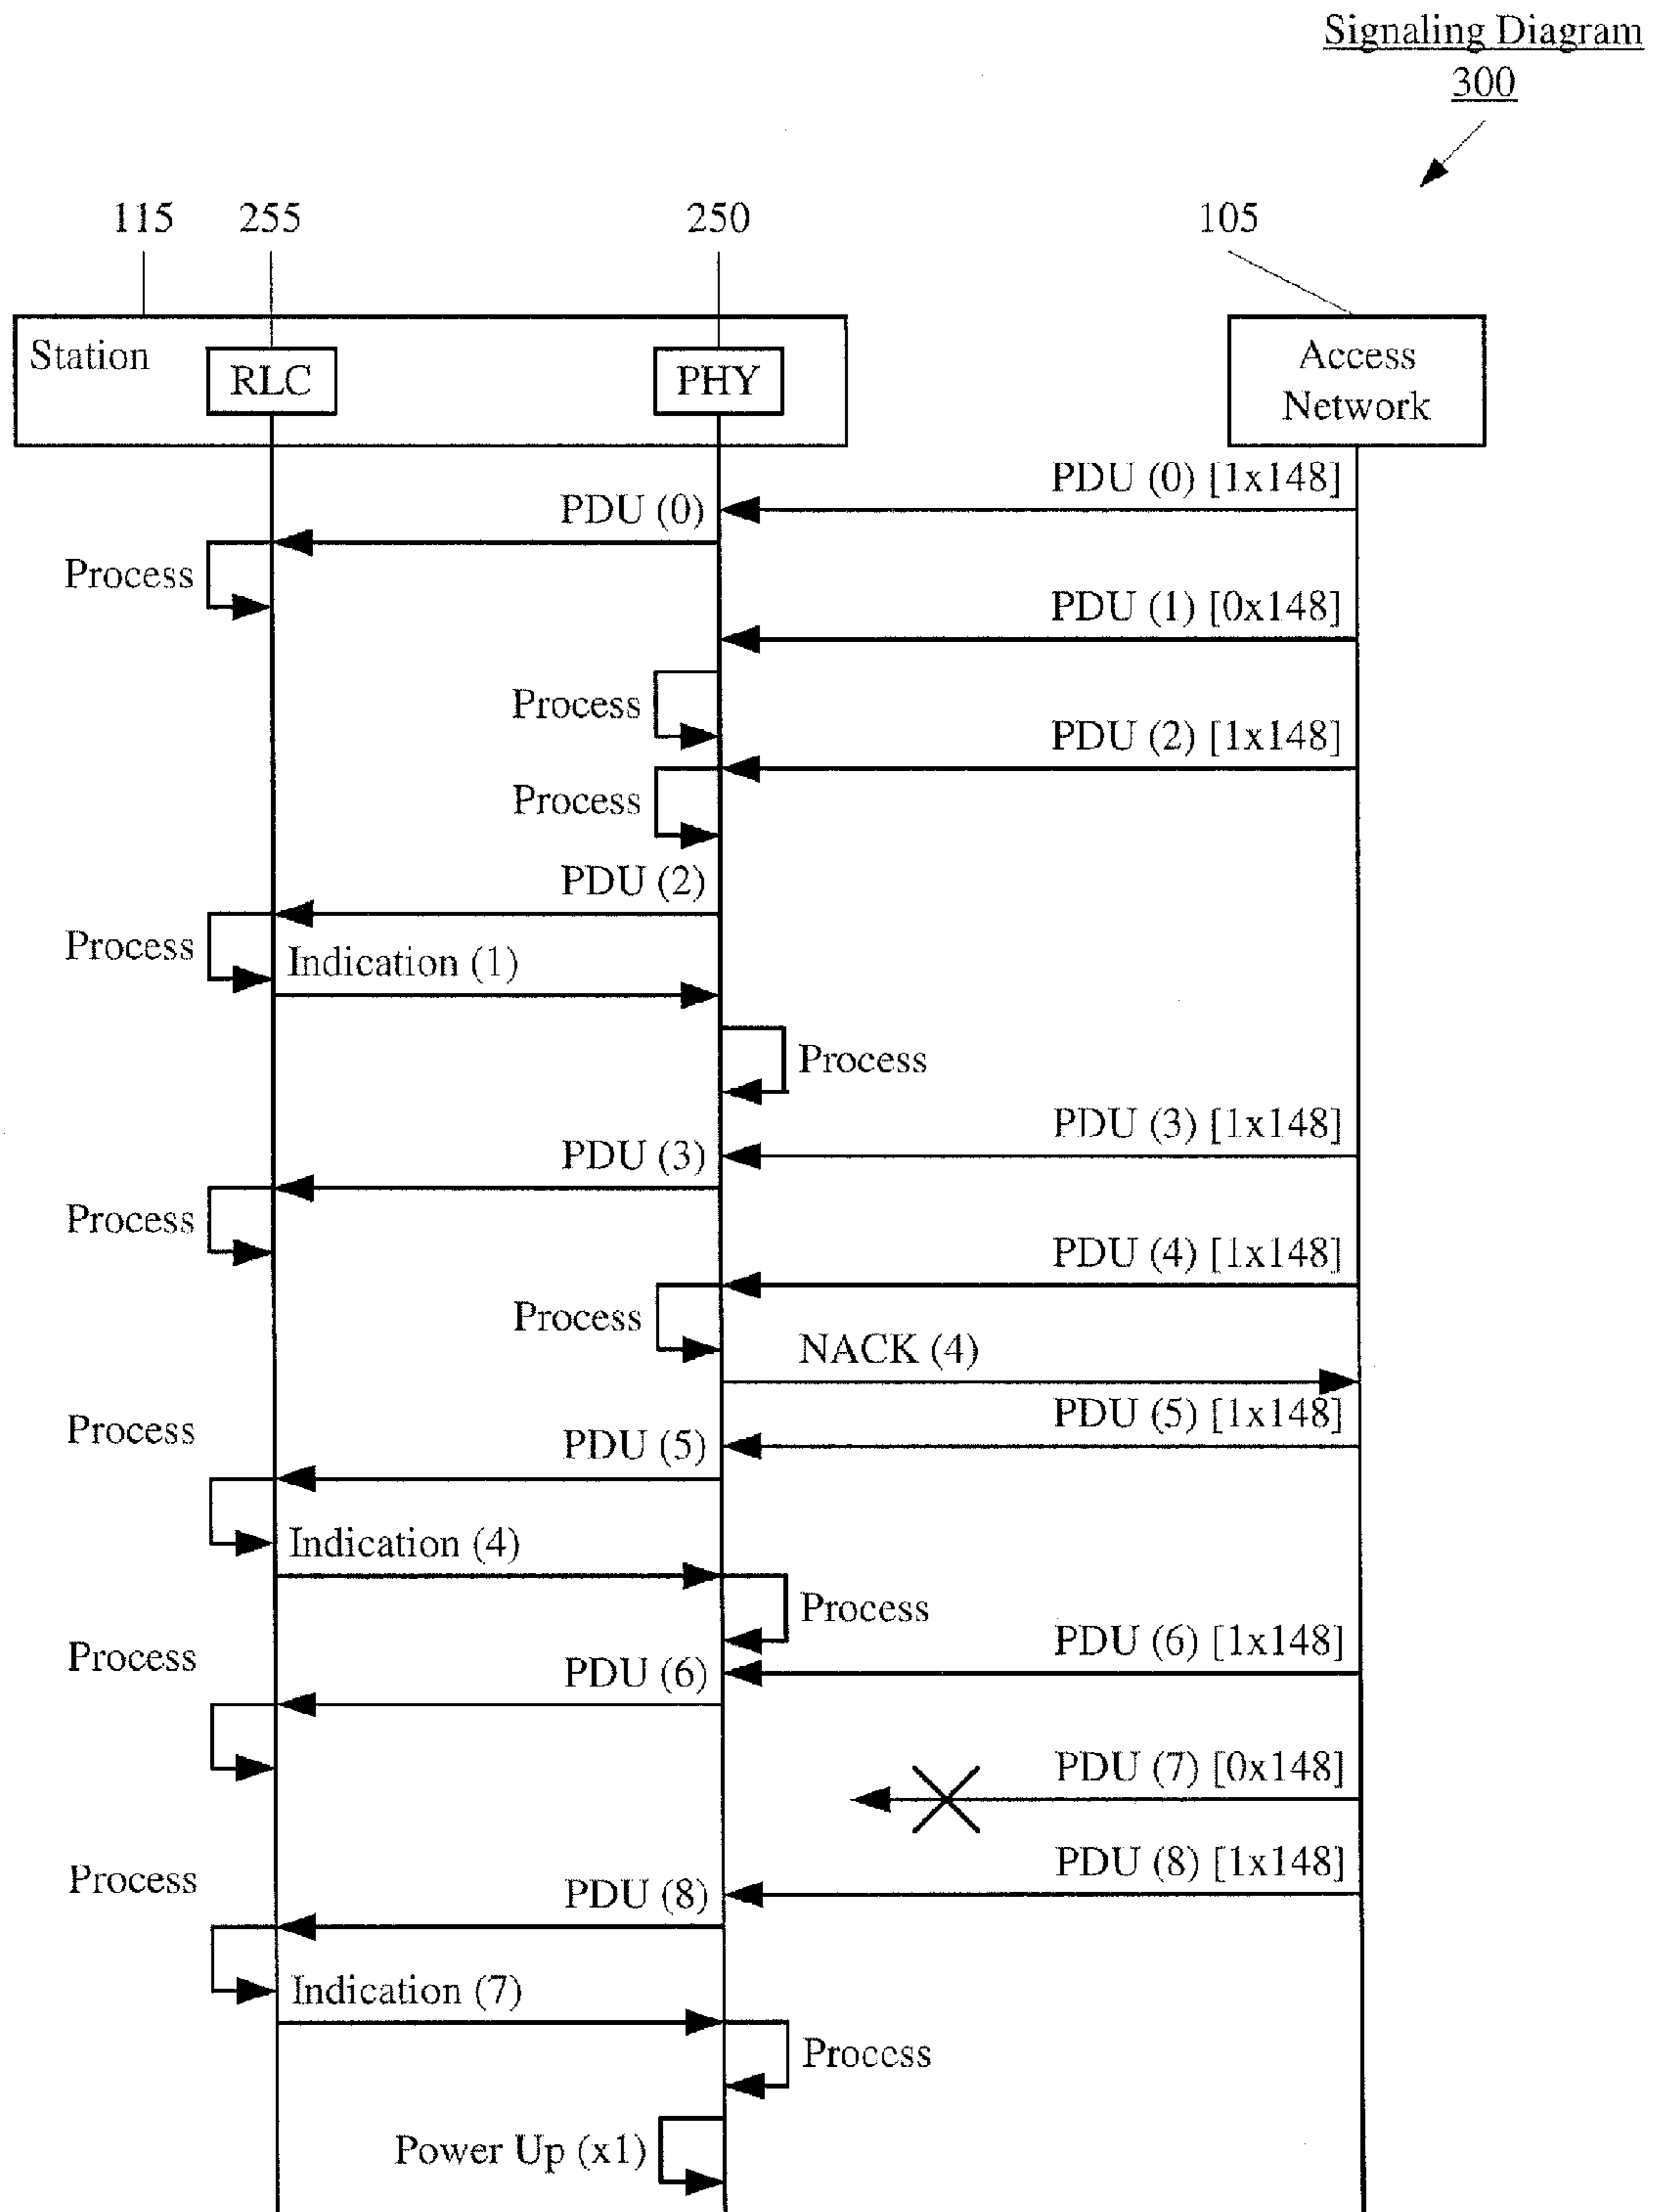 Signaling Diagram
300
115
255
250
105
Station
RLC
PHY
Access
Network
PDU (0) [1x148]
PDU (0)
Process
PDU (1) [0x148]
Process
PDU (2) [1x148]
Process
PDU (2)
Process
Indication (1)
Process
PDU (3) [1x148]
PDU (3)
Process
PDU (4) [1x148]
Process
NACK (4)
PDU (5) [1x148]
Process
PDU (5)
Indication (4)
Process
PDU (6) [1x148]
Process
PDU (6)
PDU (7) [0x148]
PDU (8) [1x148]
Process
PDU (8)
Indication (7)
Process
Power Up (x1)